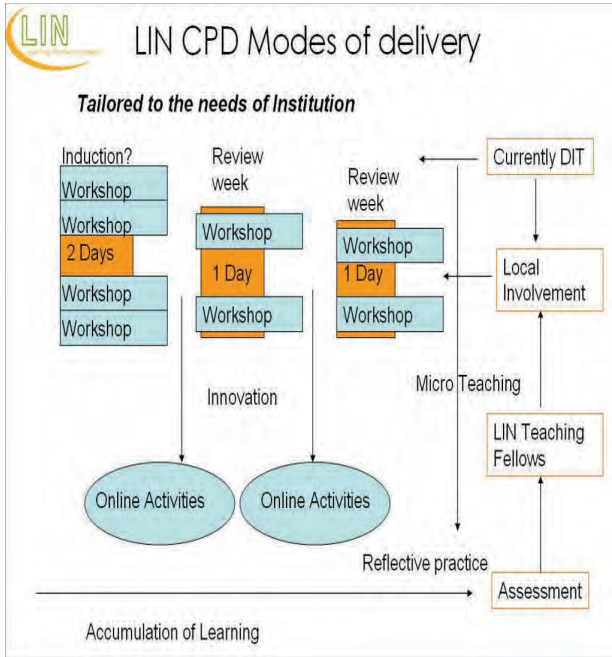 LIN
LIN CPD Modes of delivery
Tailored to the needs of Institution
Induction?
Workshop
Workshop
2 Days
Workshop
Workshop
Review
week
Workshop
1 Day
Workshop
Review
week
Workshop
1 Day
Workshop
Currently DIT
Local
Involvement
Micro Teaching
Innovation
LIN Teaching
Fellows
Online Activities
Online Activities
Reflective practice
Assessment
Accumulation of Learning